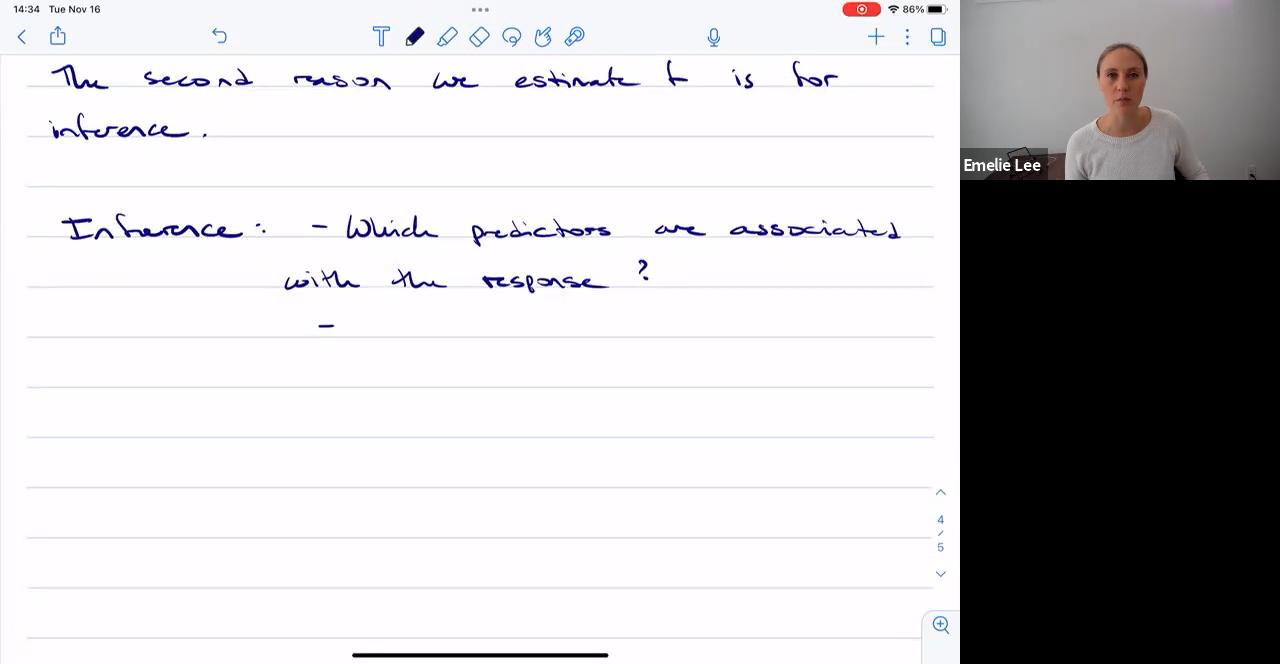 14:34 Tue Nov 16
86%
The second reason we estimate f is for
inference.
Inference: - Which predictors are associated
with the response ?
-
4
/
5
Emelie Lee